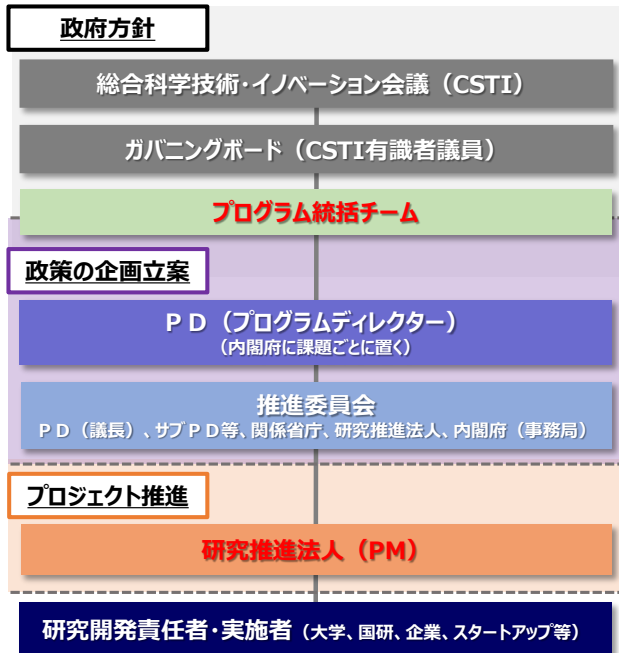 政府方針
総合科学技術・イノベーション会議（CSTI）
ガバニングボード（CSTI有識者議員）
プログラム統括チーム
政策の企画立案
ＰＤ（プログラムディレクター）
（内閣府に課題ごとに置く）
推進委員会
ＰＤ（議長）、サブＰＤ等、関係省庁、研究推進法人、内閣府（事務局）
プロジェクト推進
研究推進法人（PM）
研究開発責任者・実施者（大学、国研、企業、スタートアップ等）